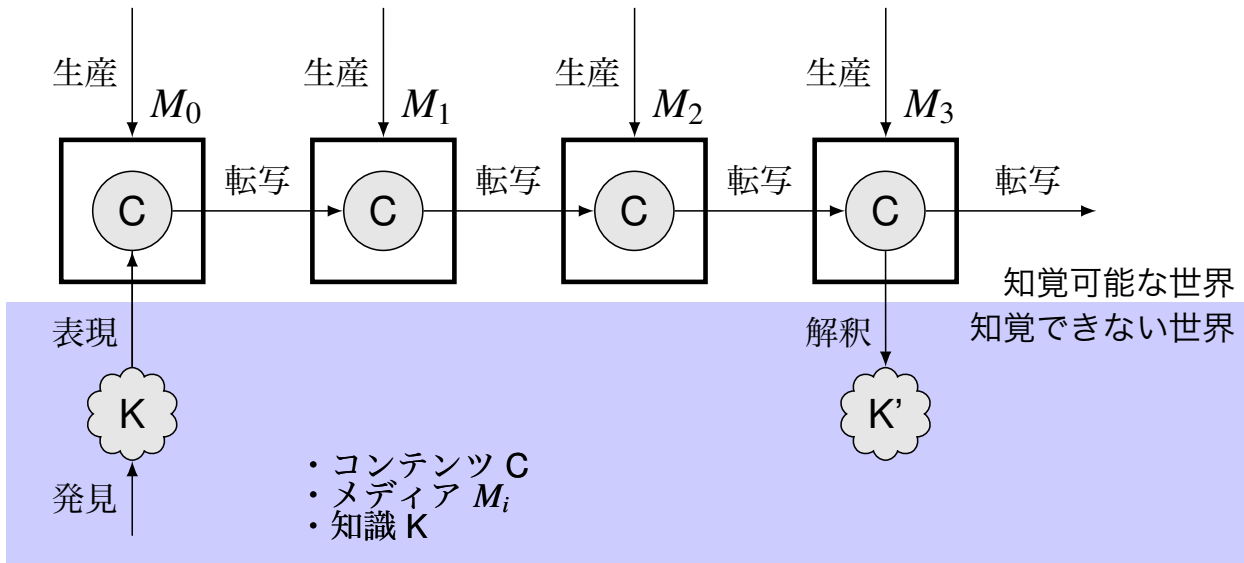 生産 生産 生産 生産
M0 M1 M2 M3
C 転写 C 転写 C 転写 C 転写
知覚可能な世界
表現 解釈 知覚できない世界
K K'
・コンテンツ C
発見 ・メディア Mi
・知識 K